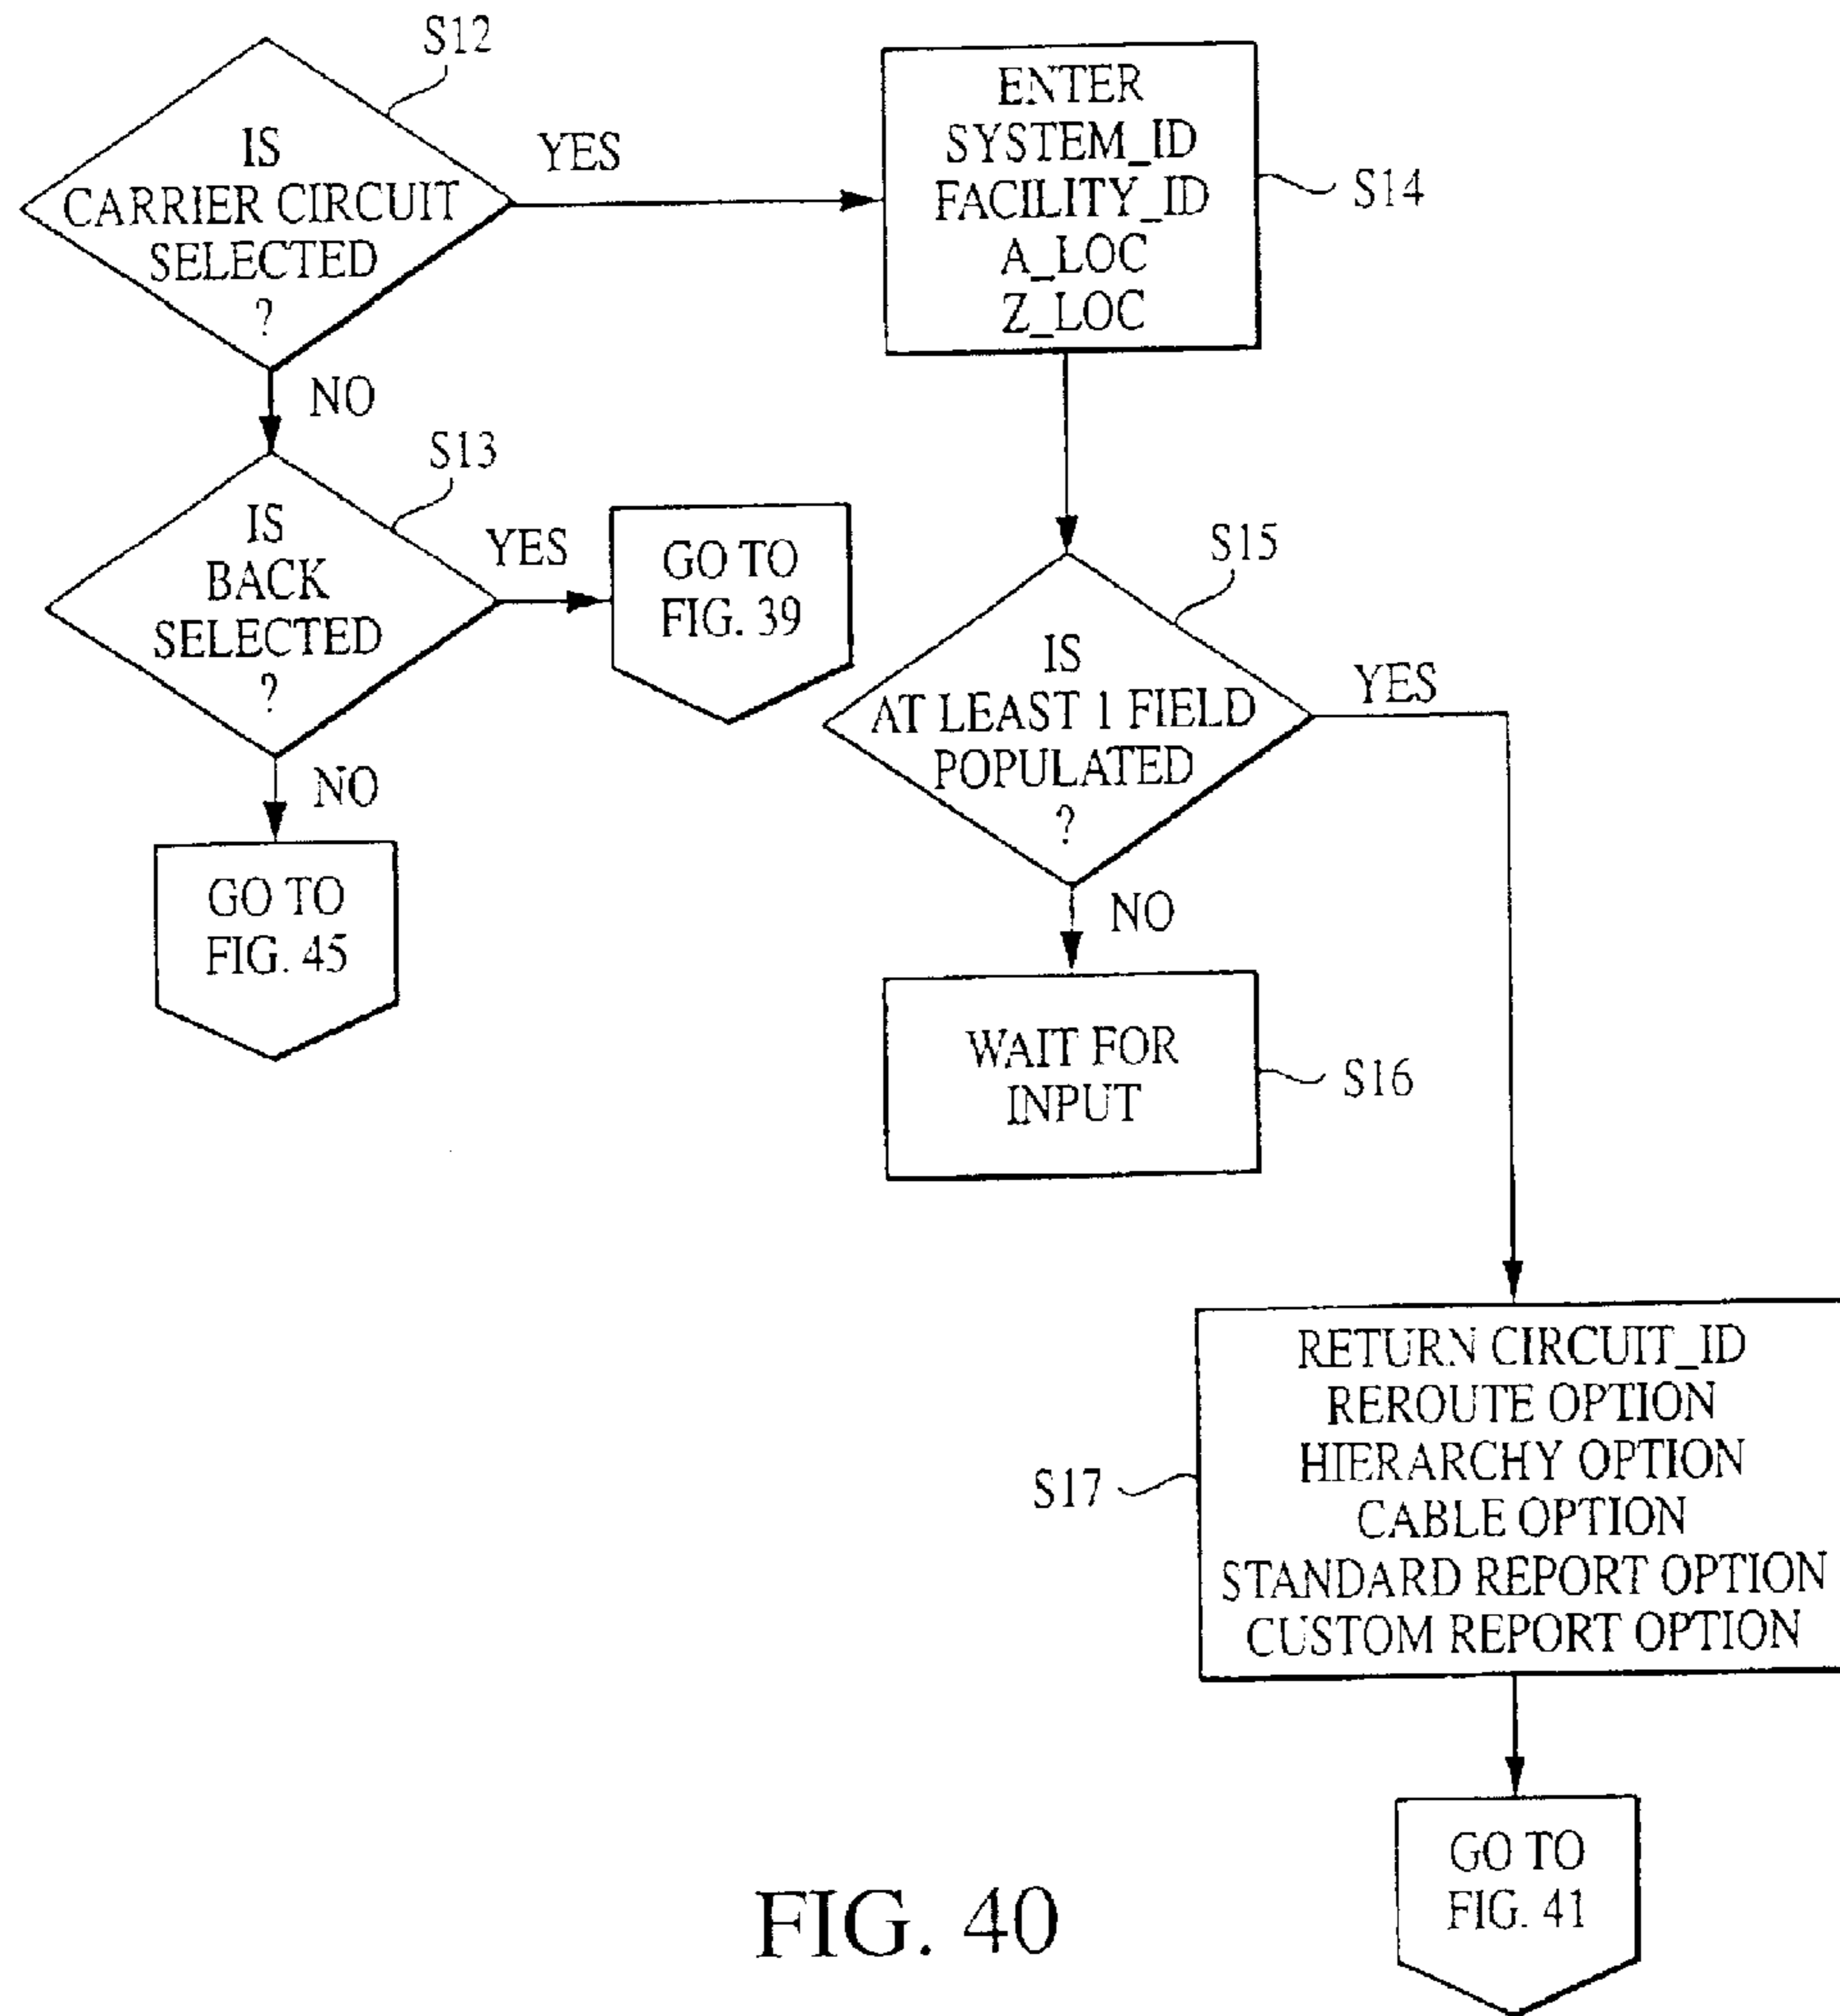 S12
IS
CARRIER CIRCUIT
SELECTED
?
YES
NO
ENTER
SYSTEM_ID
FACILITY_ID
A_LOC
Z_LOC
S14
S13
IS
BACK
SELECTED
?
YES
NO
GO TO
FIG. 39
GO TO
FIG. 45
S15
IS
AT LEAST 1 FIELD
POPULATED
?
YES
NO
WAIT FOR
INPUT
S16
S17
RETURN CIRCUIT_ID
REROUTE OPTION
HIERARCHY OPTION
CABLE OPTION
STANDARD REPORT OPTION
CUSTOM REPORT OPTION
GO TO
FIG. 41
FIG. 40